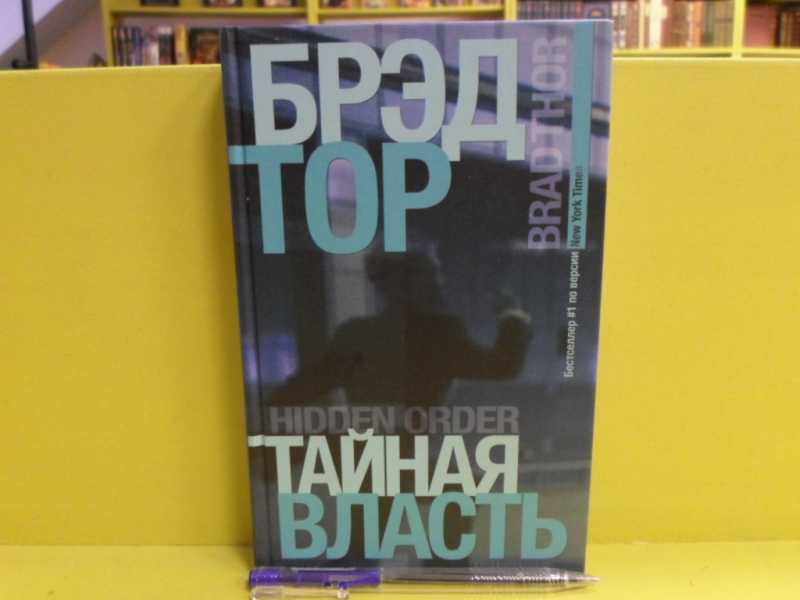 БРЭД
ТОР
BRAD THOR
Бестселлер #1 по версии New York Times
HIDDEN ORDER
ТАЙНАЯ
ВЛАСТЬ